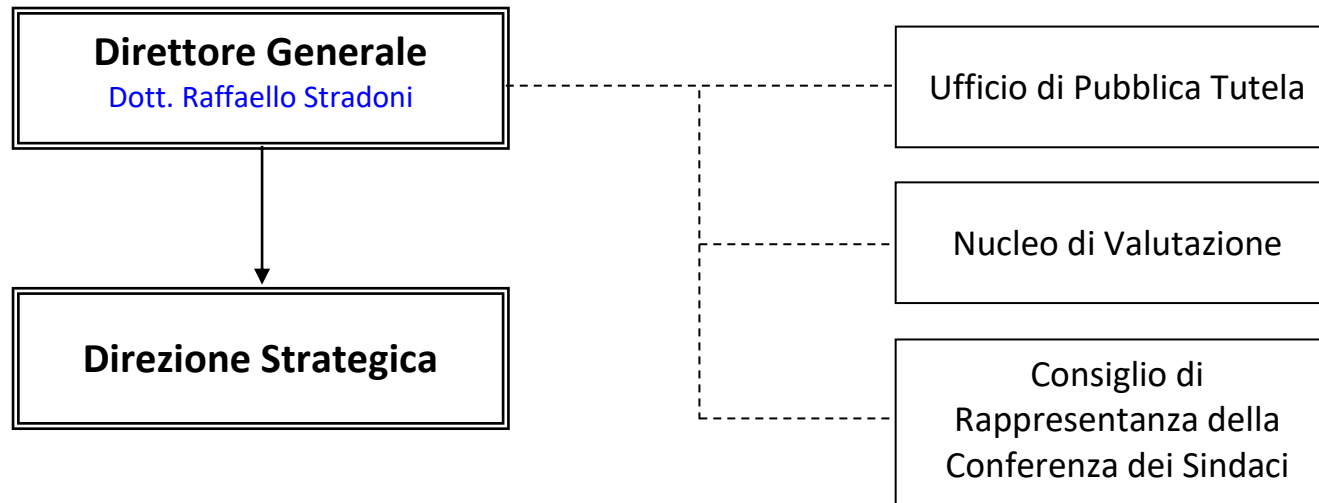 Direttore Generale
Dott. Raffaello Stradoni
Ufficio di Pubblica Tutela
Nucleo di Valutazione
Direzione Strategica
Consiglio di
Rappresentanza della
Conferenza dei Sindaci